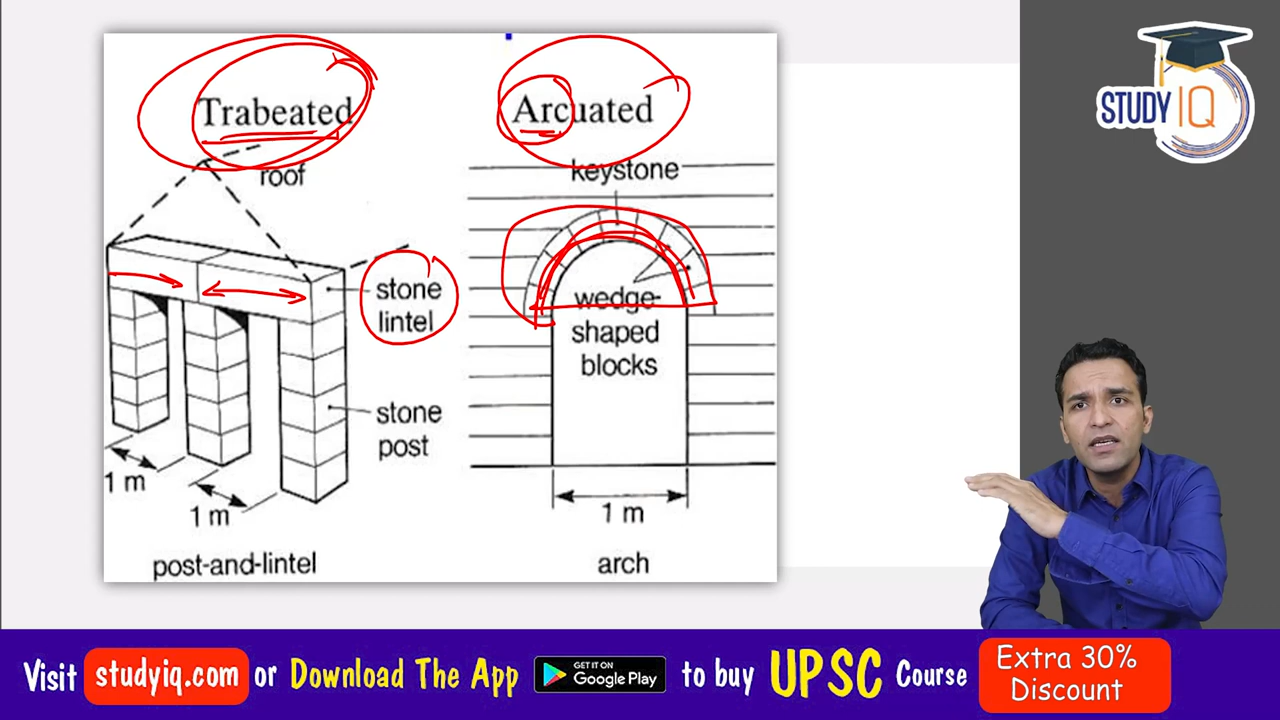 Trabeated
roof
stone
lintel
stone
post
1 m
1 m
post-and-lintel
Arcuated
keystone
wedge-
shaped
blocks
1 m
arch
STUDY IQ
Visit studyiq.com or Download The App GET IT ON Google Play to buy UPSC Course
Extra 30%
Discount